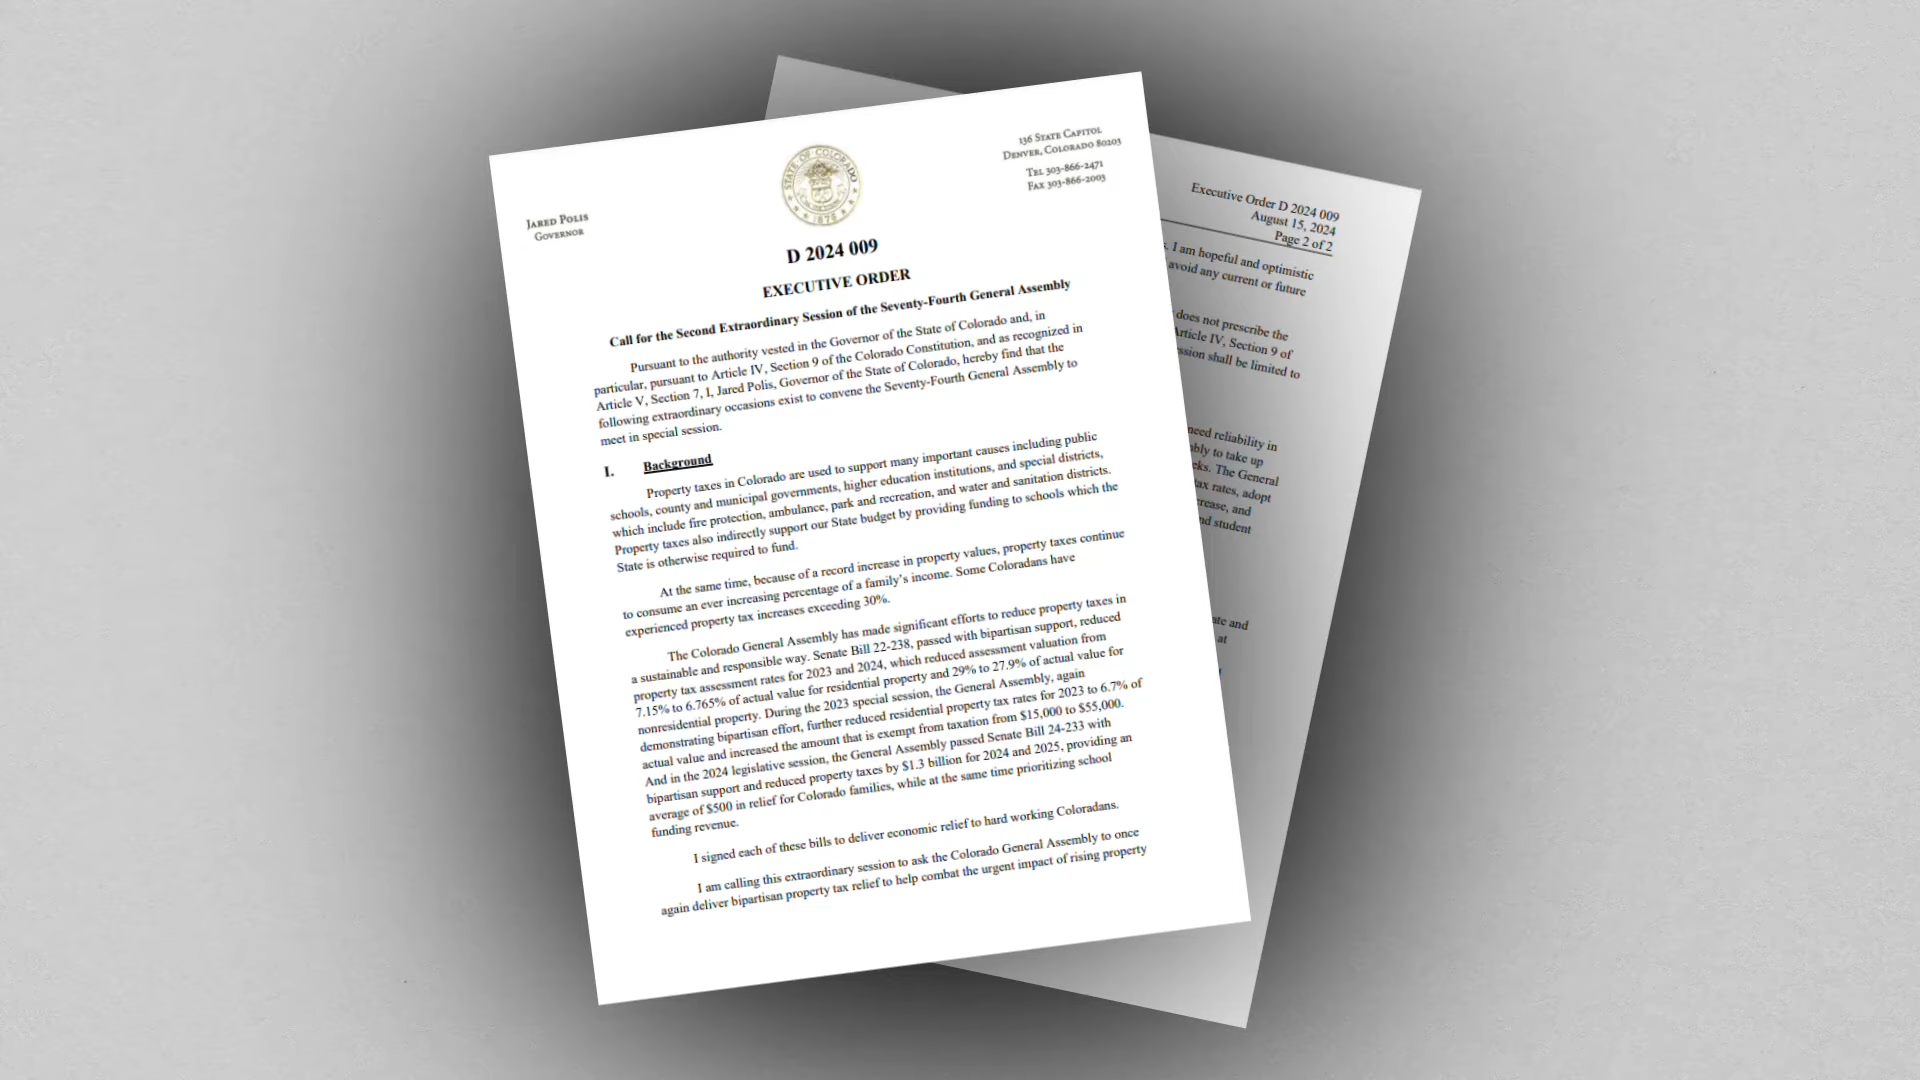 JARED POLIS
GOVERNOR
STATE OF COLORADO
1876
136 STATE CAPITOL
DENVER, COLORADO 80203
TEL 303-866-2471
FAX 303-866-2003
D 2024 009
EXECUTIVE ORDER
Call for the Second Extraordinary Session of the Seventy-Fourth General Assembly
Pursuant to the authority vested in the Governor of the State of Colorado and, in
particular, pursuant to Article IV, Section 9 of the Colorado Constitution, and as recognized in
Article V, Section 7, I, Jared Polis, Governor of the State of Colorado, hereby find that the
following extraordinary occasions exist to convene the Seventy-Fourth General Assembly to
meet in special session.
I. Background
Property taxes in Colorado are used to support many important causes including public
schools, county and municipal governments, higher education institutions, and special districts,
which include fire protection, ambulance, park and recreation, and water and sanitation districts.
Property taxes also indirectly support our State budget by providing funding to schools which the
State is otherwise required to fund.
At the same time, because of a record increase in property values, property taxes continue
to consume an ever increasing percentage of a family's income. Some Coloradans have
experienced property tax increases exceeding 30%.
The Colorado General Assembly has made significant efforts to reduce property taxes in
a sustainable and responsible way. Senate Bill 22-238, passed with bipartisan support, reduced
property tax assessment rates for 2023 and 2024, which reduced assessment valuation from
7.15% to 6.765% of actual value for residential property and 29% to 27.9% of actual value for
nonresidential property. During the 2023 special session, the General Assembly, again
demonstrating bipartisan effort, further reduced residential property tax rates for 2023 to 6.7% of
actual value and increased the amount that is exempt from taxation from $15,000 to $55,000.
And in the 2024 legislative session, the General Assembly passed Senate Bill 24-233 with
bipartisan support and reduced property taxes by $1.3 billion for 2024 and 2025, providing an
average of $500 in relief for Colorado families, while at the same time prioritizing school
funding revenue.
I signed each of these bills to deliver economic relief to hard working Coloradans.
I am calling this extraordinary session to ask the Colorado General Assembly to once
again deliver bipartisan property tax relief to help combat the urgent impact of rising property
Executive Order D 2024 009
August 15, 2024
Page 2 of 2
. I am hopeful and optimistic
avoid any current or future
does not prescribe the
Article IV, Section 9 of
ssion shall be limited to
need reliability in
bly to take up
eks. The General
tax rates, adopt
crease, and
nd student
ate and
at